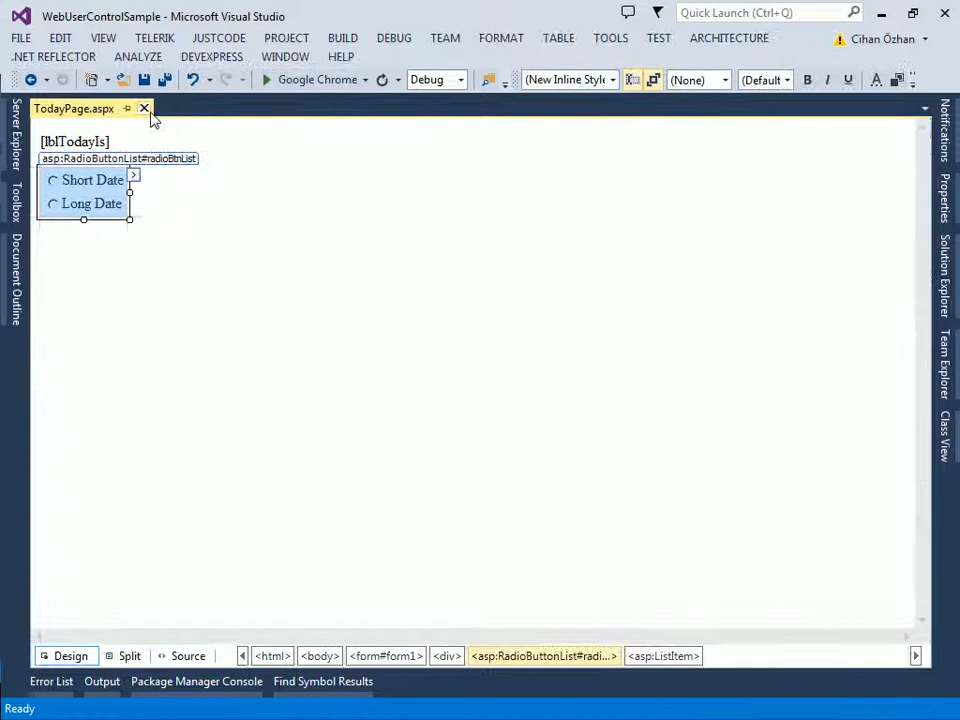 WebUserControlSample - Microsoft Visual Studio
Quick Launch (Ctrl+Q)
FILE EDIT VIEW TELERIK JUSTCODE PROJECT BUILD DEBUG TEAM FORMAT TABLE TOOLS TEST ARCHITECTURE Cihan Özhan
.NET REFLECTOR ANALYZE DEVEXPRESS WINDOW HELP
Google Chrome Debug (New Inline Style (None) (Default
TodayPage.aspx
Server Explorer
Toolbox
Document Outline
[lblTodayIs]
asp:RadioButtonList#radioBtnList
Short Date
Long Date
Notifications
Properties
Solution Explorer
Team Explorer
Class View
Design Split Source <html> <body> <form#form1> <div> <asp:RadioButtonList#radi...> <asp:ListItem>
Error List Output Package Manager Console Find Symbol Results
Ready